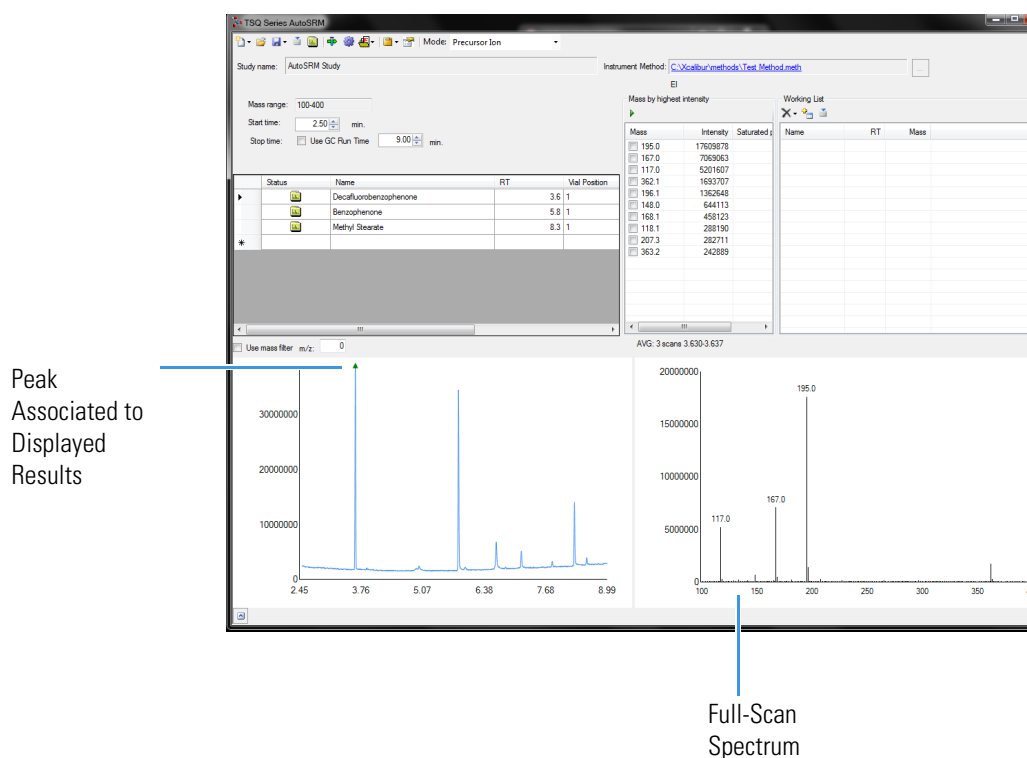 TSQ Series AutoSRM
Mode: Precursor Ion
Study name: AutoSRM Study
Instrument Method: C:\Xcalibur\methods\Test Method.meth
...
EI
Mass range: 100-400
Start time: 2.50 min.
Stop time: Use GC Run Time 9.00 min.
Status Name RT Vial Position
Decafluorobenzophenone 3.6 1
Benzophenone 5.8 1
Methyl Stearate 8.3 1
Mass by highest intensity
Mass Intensity Saturated
195.0 17609878
167.0 7069063
117.0 5201607
362.1 1693707
196.1 1362648
148.0 644113
168.1 458123
118.1 288190
207.3 282711
363.2 242889
Working List
Name RT Mass
Use mass filter m/z: 0
AVG: 3 scans 3.630-3.637
30000000
20000000
10000000
0
2.45 3.76 5.07 6.38 7.68 8.99
20000000
15000000
10000000
5000000
0
195.0
167.0
117.0
100 150 200 250 300 350
Peak
Associated to
Displayed
Results
Full-Scan
Spectrum